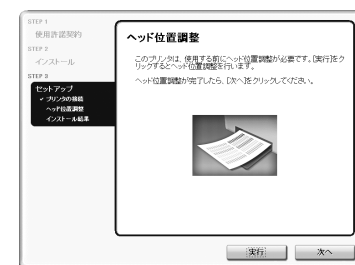 STEP 1
使用許諾契約
STEP 2
インストール
STEP 3
セットアップ
✓ プリンタの接続
ヘッド位置調整
インストール結果
ヘッド位置調整
このプリンタは、使用する前にヘッド位置調整が必要です。[実行]をク
リックするとヘッド位置調整を行います。
ヘッド位置調整が完了したら、[次へ]をクリックしてください。
実行
次へ